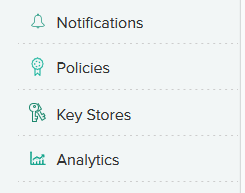 Notifications
Policies
Key Stores
Analytics